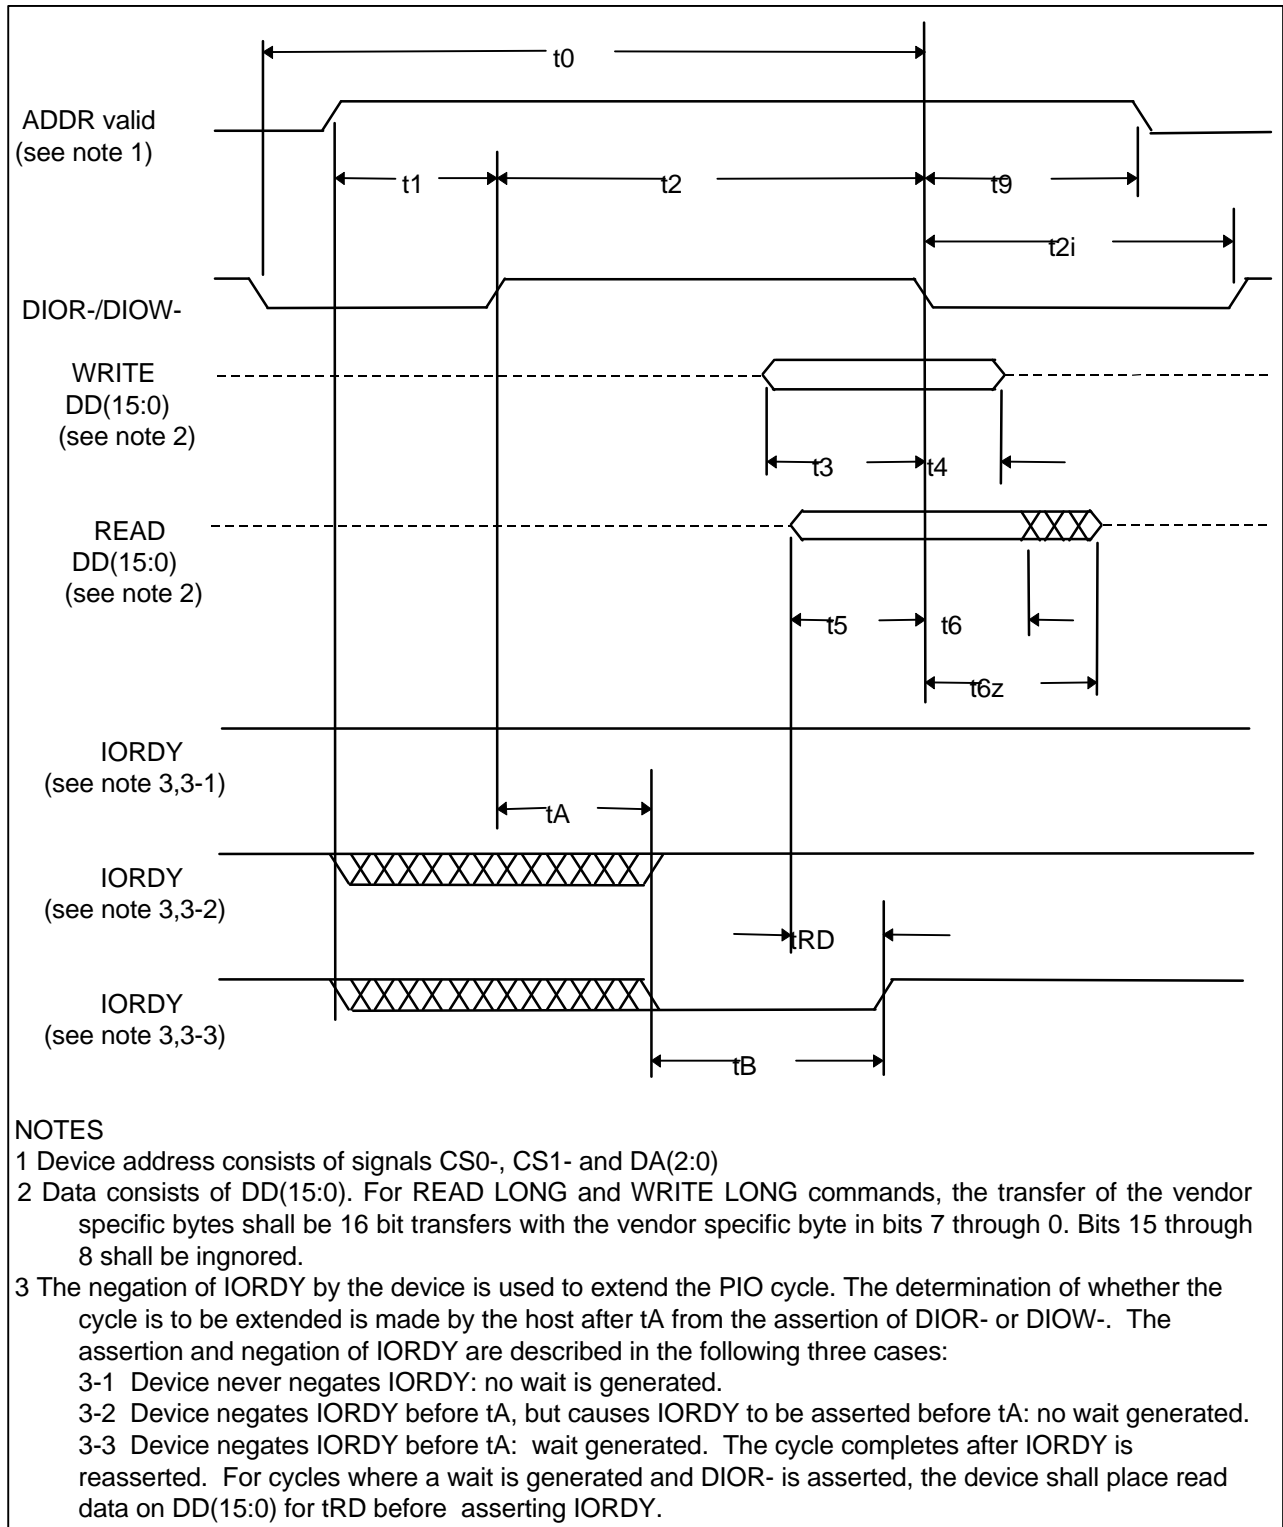 t0
ADDR valid
(see note 1)
t1
t2
t9
t2i
DIOR-/DIOW-
WRITE
DD(15:0)
(see note 2)
t3
t4
READ
DD(15:0)
(see note 2)
t5
t6
t6z
IORDY
(see note 3,3-1)
tA
IORDY
(see note 3,3-2)
tRD
IORDY
(see note 3,3-3)
tB
NOTES
1 Device address consists of signals CS0-, CS1- and DA(2:0)
2 Data consists of DD(15:0). For READ LONG and WRITE LONG commands, the transfer of the vendor
specific bytes shall be 16 bit transfers with the vendor specific byte in bits 7 through 0. Bits 15 through
8 shall be ingnored.
3 The negation of IORDY by the device is used to extend the PIO cycle. The determination of whether the
cycle is to be extended is made by the host after tA from the assertion of DIOR- or DIOW-. The
assertion and negation of IORDY are described in the following three cases:
3-1 Device never negates IORDY: no wait is generated.
3-2 Device negates IORDY before tA, but causes IORDY to be asserted before tA: no wait generated.
3-3 Device negates IORDY before tA: wait generated. The cycle completes after IORDY is
reasserted. For cycles where a wait is generated and DIOR- is asserted, the device shall place read
data on DD(15:0) for tRD before asserting IORDY.